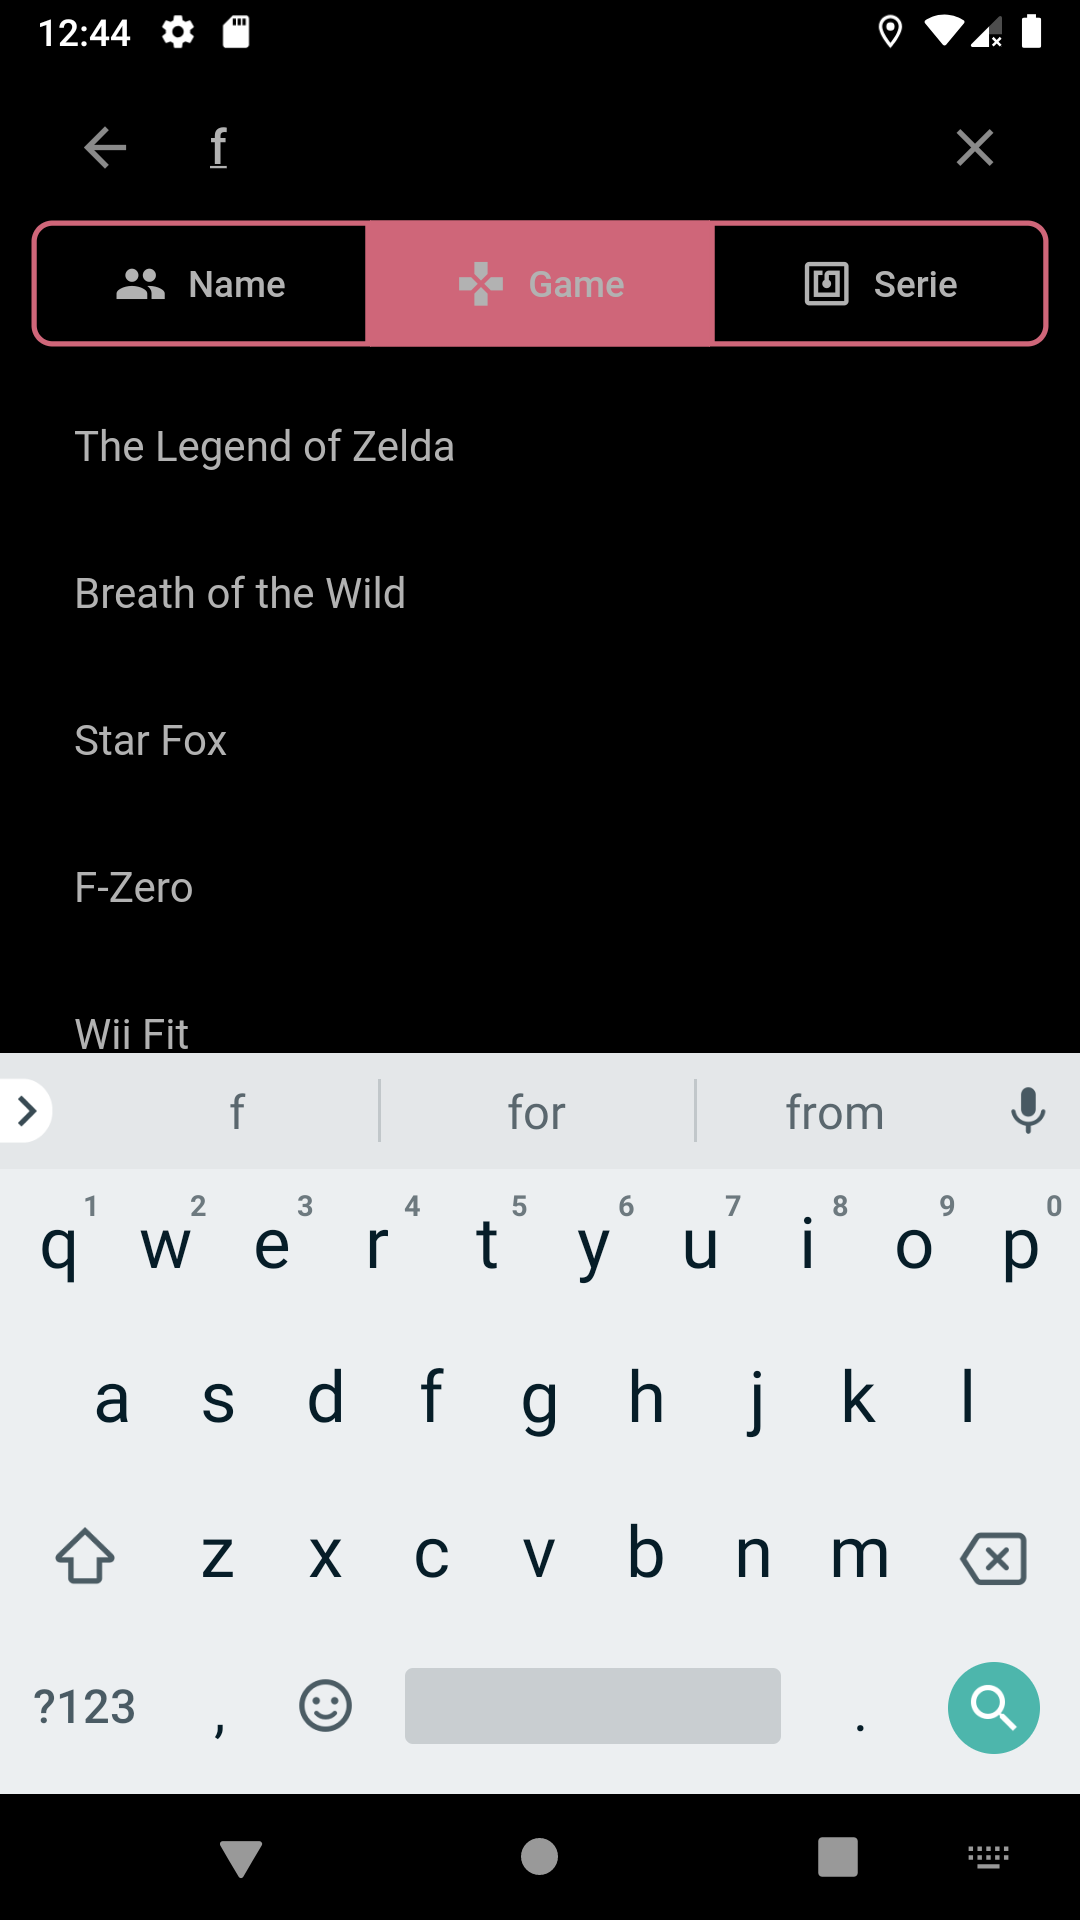 12:44
f
Name Game Serie
The Legend of Zelda
Breath of the Wild
Star Fox
F-Zero
Wii Fit
f for from
1 2 3 4 5 6 7 8 9 0
q w e r t y u i o p
a s d f g h j k l
z x c v b n m
?123 , .